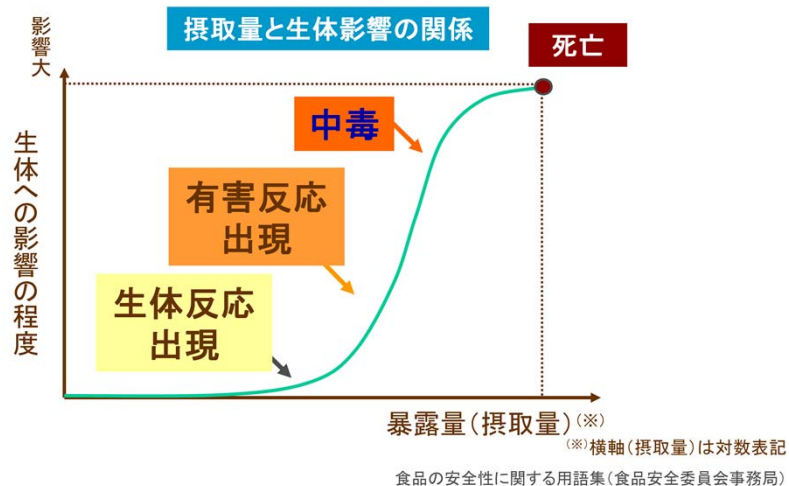 摂取量と生体影響の関係
死亡
影響大
中毒
生体への影響の程度
有害反応
出現
生体反応
出現
暴露量(摂取量)(※)
(※)横軸(摂取量)は対数表記
食品の安全性に関する用語集(食品安全委員会事務局)